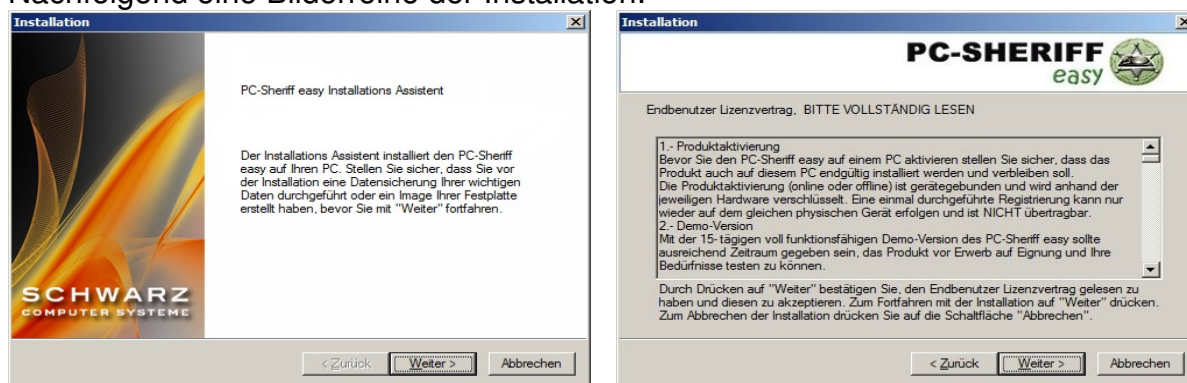 Nachfolgend eine Bilderreihe der Installation:
Installation
PC-Sheriff easy Installations Assistent
Der Installations Assistent installiert den PC-Sheriff
easy auf Ihren PC. Stellen Sie sicher, dass Sie vor
der Installation eine Datensicherung Ihrer wichtigen
Daten durchgeführt oder ein Image Ihrer Festplatte
erstellt haben, bevor Sie mit "Weiter" fortfahren.
SCHWARZ
COMPUTER SYSTEME
< Zurück
Weiter >
Abbrechen
Installation
PC-SHERIFF
easy
Endbenutzer Lizenzvertrag, BITTE VOLLSTÄNDIG LESEN
1.- Produktaktivierung
Bevor Sie den PC-Sheriff easy auf einem PC aktivieren stellen Sie sicher, dass das
Produkt auch auf diesem PC endgültig installiert werden und verbleiben soll.
Die Produktaktivierung (online oder offline) ist gerätegebunden und wird anhand der
jeweiligen Hardware verschlüsselt. Eine einmal durchgeführte Registrierung kann nur
wieder auf dem gleichen physischen Gerät erfolgen und ist NICHT übertragbar.
2.- Demo-Version
Mit der 15-tägigen voll funktionsfähigen Demo-Version des PC-Sheriff easy sollte
ausreichend Zeitraum gegeben sein, das Produkt vor Erwerb auf Eignung und Ihre
Bedürfnisse testen zu können.
Durch Drücken auf "Weiter" bestätigen Sie, den Endbenutzer Lizenzvertrag gelesen zu
haben und diesen zu akzeptieren. Zum Fortfahren mit der Installation auf "Weiter" drücken.
Zum Abbrechen der Installation drücken Sie auf die Schaltfläche "Abbrechen".
< Zurück
Weiter >
Abbrechen